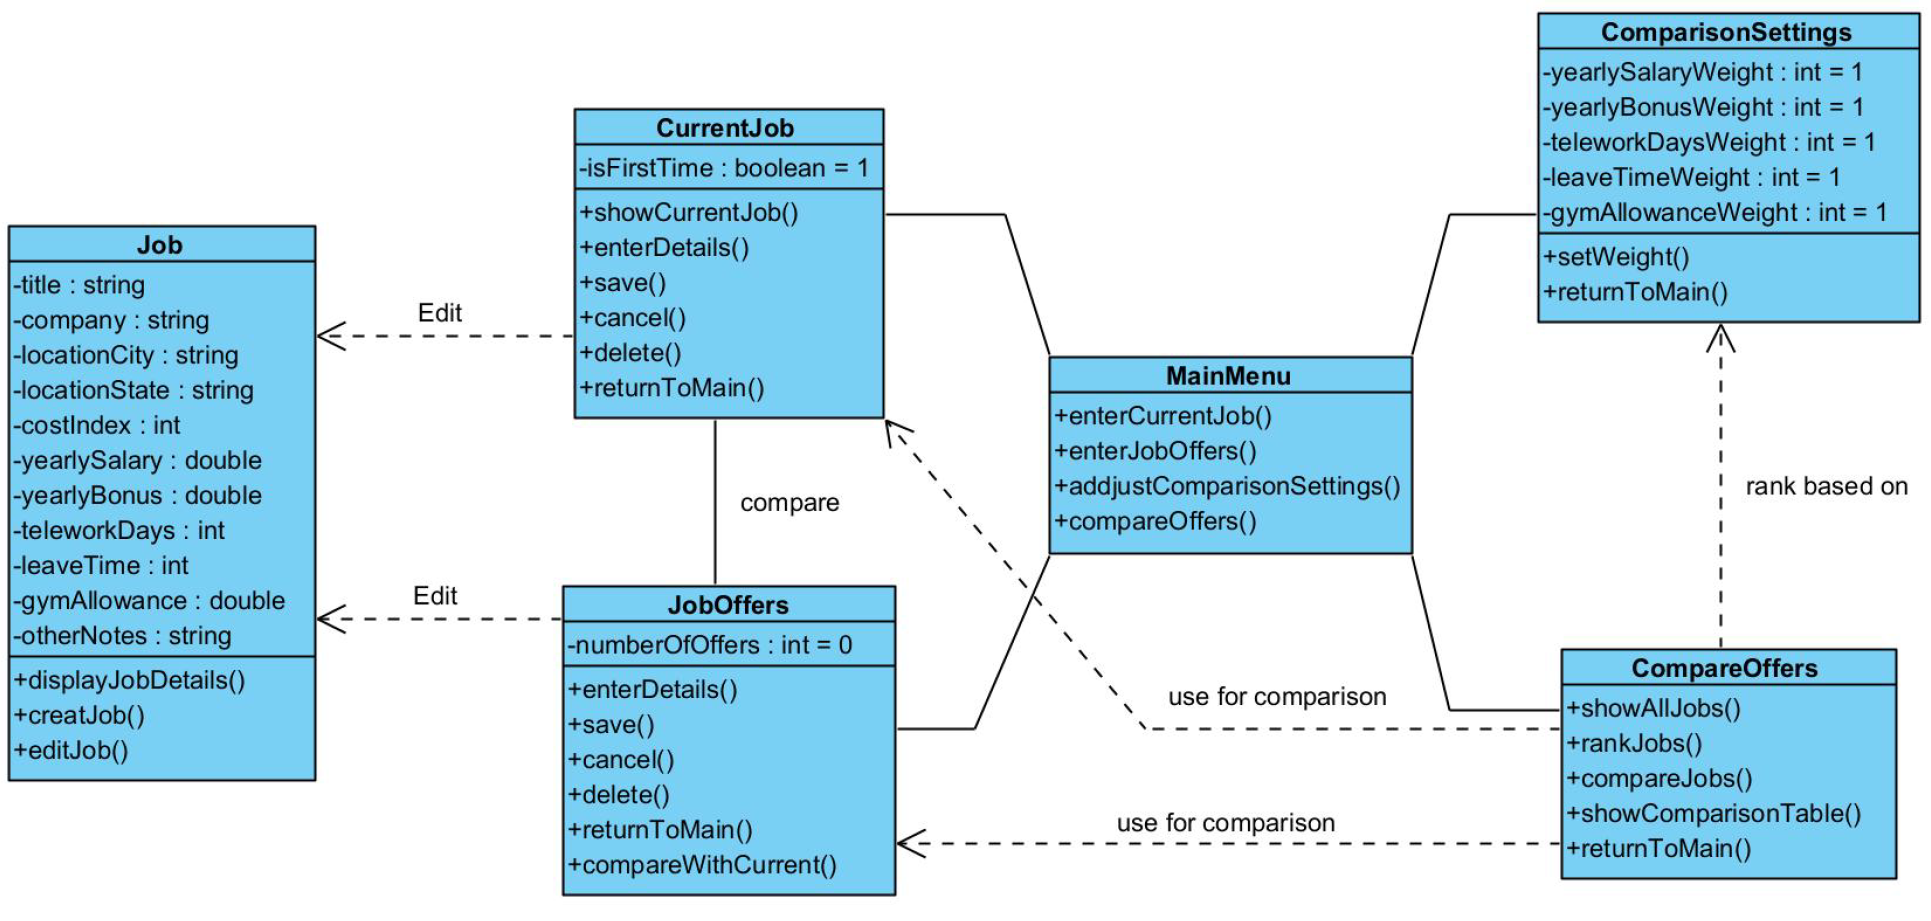 Job
-title : string
-company : string
-locationCity : string
-locationState : string
-costIndex : int
-yearlySalary : double
-yearlyBonus : double
-teleworkDays : int
-leaveTime : int
-gymAllowance : double
-otherNotes : string
+displayJobDetails()
+creatJob()
+editJob()
Edit
Edit
CurrentJob
-isFirstTime : boolean = 1
+showCurrentJob()
+enterDetails()
+save()
+cancel()
+delete()
+returnToMain()
compare
JobOffers
-numberOfOffers : int = 0
+enterDetails()
+save()
+cancel()
+delete()
+returnToMain()
+compareWithCurrent()
MainMenu
+enterCurrentJob()
+enterJobOffers()
+addjustComparisonSettings()
+compareOffers()
use for comparison
use for comparison
ComparisonSettings
-yearlySalaryWeight : int = 1
-yearlyBonusWeight : int = 1
-teleworkDaysWeight : int = 1
-leaveTimeWeight : int = 1
-gymAllowanceWeight : int = 1
+setWeight()
+returnToMain()
rank based on
CompareOffers
+showAllJobs()
+rankJobs()
+compareJobs()
+showComparisonTable()
+returnToMain()